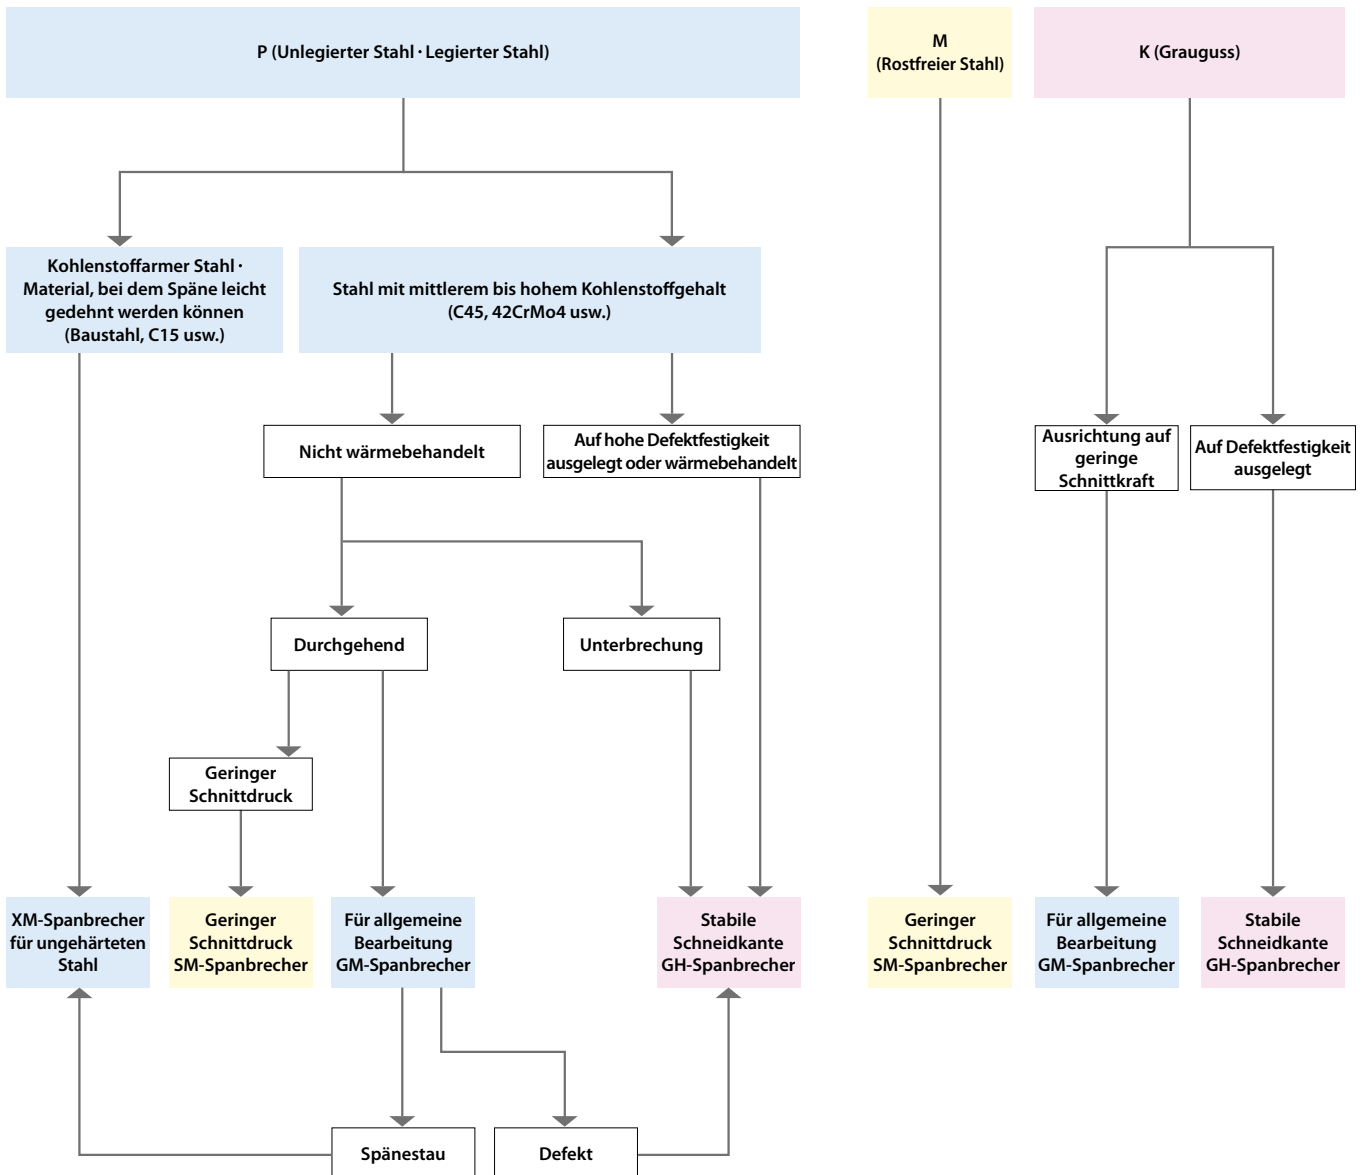 P (Unlegierter Stahl · Legierter Stahl)
M
(Rostfreier Stahl)
K (Grauguss)
Kohlenstoffarmer Stahl ·
Material, bei dem Späne leicht
gedehnt werden können
(Baustahl, C15 usw.)
Stahl mit mittlerem bis hohem Kohlenstoffgehalt
(C45, 42CrMo4 usw.)
Nicht wärmebehandelt
Auf hohe Defektfestigkeit
ausgelegt oder wärmebehandelt
Ausrichtung auf
geringe
Schnittkraft
Auf Defektfestigkeit
ausgelegt
Durchgehend
Unterbrechung
Geringer
Schnittdruck
XM-Spanbrecher
für ungehärteten
Stahl
Geringer
Schnittdruck
SM-Spanbrecher
Für allgemeine
Bearbeitung
GM-Spanbrecher
Stabile
Schneidkante
GH-Spanbrecher
Geringer
Schnittdruck
SM-Spanbrecher
Für allgemeine
Bearbeitung
GM-Spanbrecher
Stabile
Schneidkante
GH-Spanbrecher
Spänestau
Defekt